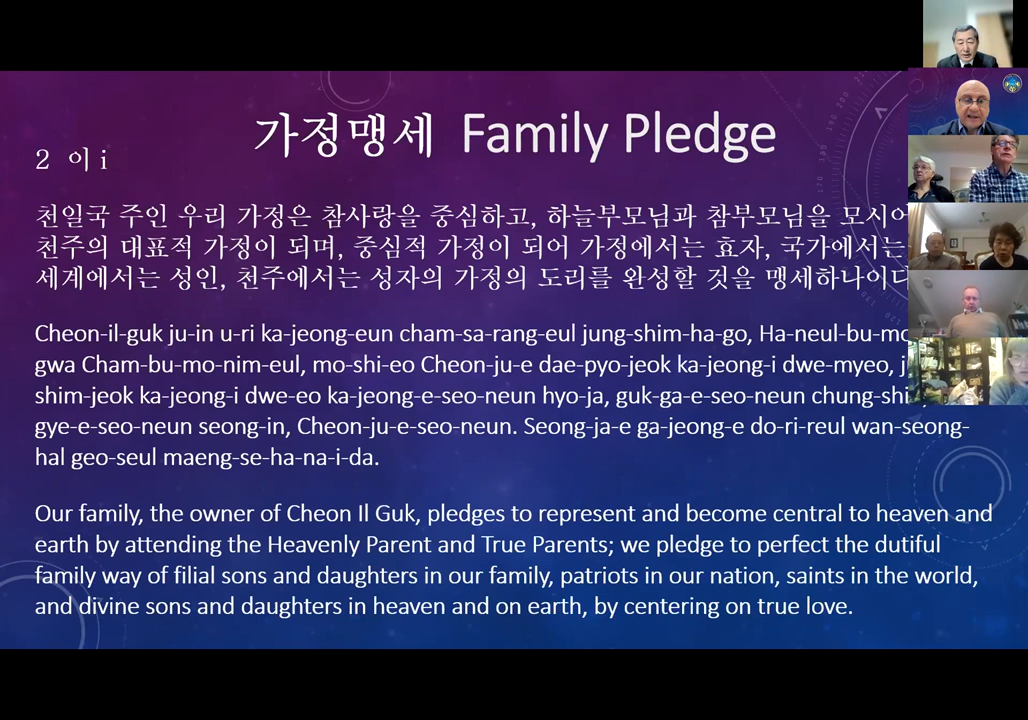 가정맹세 Family Pledge
2 이 i
천일국 주인 우리 가정은 참사랑을 중심하고, 하늘부모님과 참부모님을 모시어
천주의 대표적 가정이 되며, 중심적 가정이 되어 가정에서는 효자, 국가에서는
세계에서는 성인, 천주에서는 성자의 가정의 도리를 완성할 것을 맹세하나이다
Cheon-il-guk ju-in u-ri ka-jeong-eun cham-sa-rang-eul jung-shim-ha-go, Ha-neul-bu-mo
gwa Cham-bu-mo-nim-eul, mo-shi-eo Cheon-ju-e dae-pyo-jeok ka-jeong-i dwe-myeo, j
shim-jeok ka-jeong-i dwe-eo ka-jeong-e-seo-neun hyo-ja, guk-ga-e-seo-neun chung-shi
gye-e-seo-neun seong-in, Cheon-ju-e-seo-neun. Seong-ja-e ga-jeong-e do-ri-reul wan-seong-
hal geo-seul maeng-se-ha-na-i-da.
Our family, the owner of Cheon Il Guk, pledges to represent and become central to heaven and
earth by attending the Heavenly Parent and True Parents; we pledge to perfect the dutiful
family way of filial sons and daughters in our family, patriots in our nation, saints in the world,
and divine sons and daughters in heaven and on earth, by centering on true love.